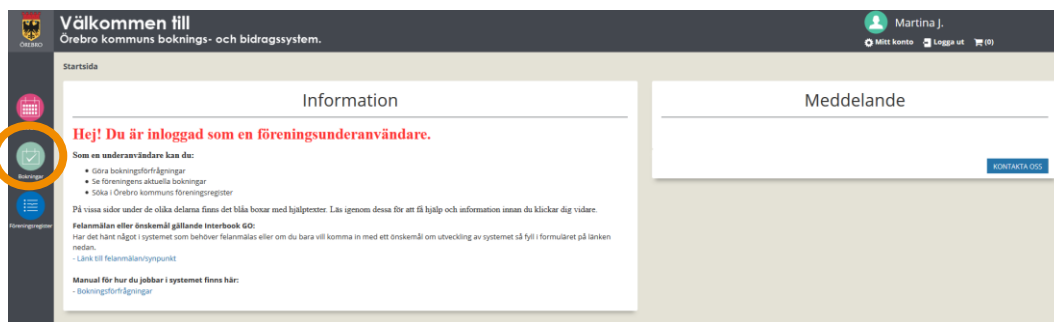 ÖREBRO
Välkommen till
Örebro kommuns boknings- och bidragssystem.
Martina J.
Mitt konto Logga ut (0)
Startsida
Bokningar
Föreningsregister
Information
Hej! Du är inloggad som en föreningsunderanvändare.
Som en underanvändare kan du:
• Göra bokningsförfrågningar
• Se föreningens aktuella bokningar
• Söka i Örebro kommuns föreningsregister
På vissa sidor under de olika delarna finns det blåa boxar med hjälptexter. Läs igenom dessa för att få hjälp och information innan du klickar dig vidare.
Felanmälan eller önskemål gällande Interbook GO:
Har det hänt något i systemet som behöver felanmälas eller om du bara vill komma in med ett önskemål om utveckling av systemet så fyll i formuläret på länken
nedan.
- Länk till felanmälan/synpunkt
Manual för hur du jobbar i systemet finns här:
- Bokningsförfrågningar
Meddelande
KONTAKTA OSS